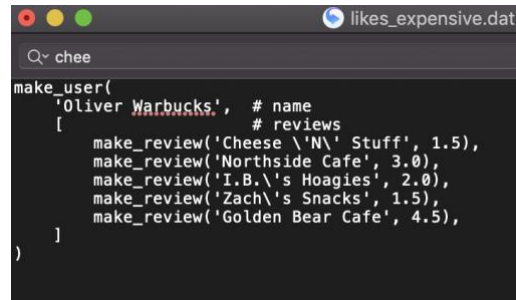 likes_expensive.dat
chee
make_user(
    'Oliver Warbucks',  # name
    [                   # reviews
        make_review('Cheese \'N\' Stuff', 1.5),
        make_review('Northside Cafe', 3.0),
        make_review('I.B.\'s Hoagies', 2.0),
        make_review('Zach\'s Snacks', 1.5),
        make_review('Golden Bear Cafe', 4.5),
    ]
)